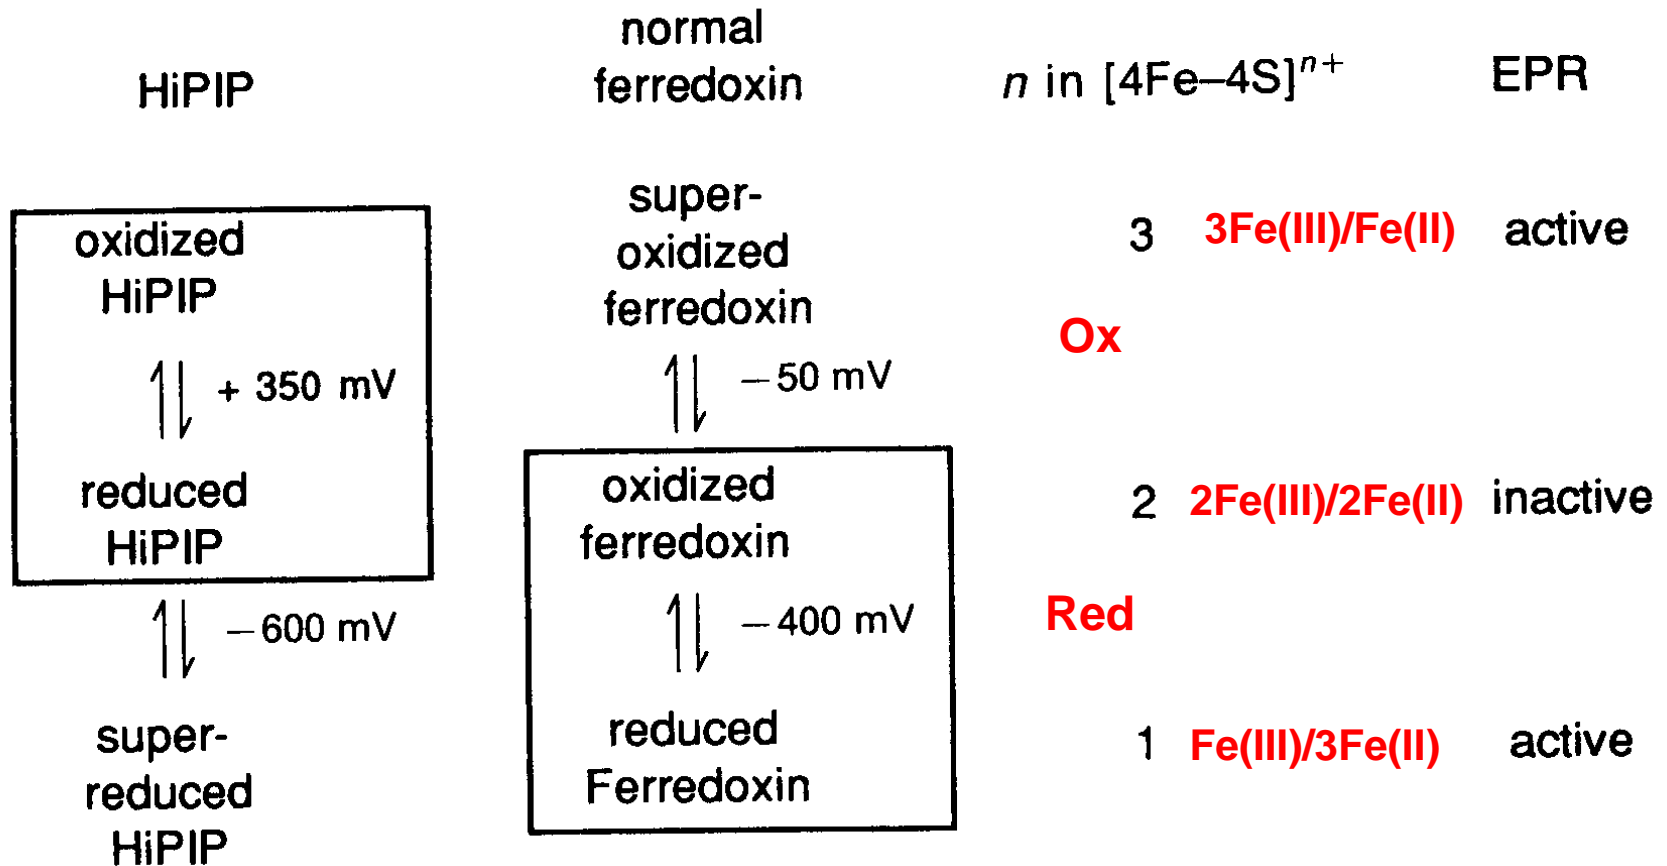 HiPIP
normal
ferredoxin
n in [4Fe–4S]ⁿ⁺
EPR
oxidized
HiPIP
+ 350 mV
reduced
HiPIP
– 600 mV
super-
reduced
HiPIP
super-
oxidized
ferredoxin
– 50 mV
oxidized
ferredoxin
– 400 mV
reduced
Ferredoxin
3 3Fe(III)/Fe(II) active
Ox
2 2Fe(III)/2Fe(II) inactive
Red
1 Fe(III)/3Fe(II) active